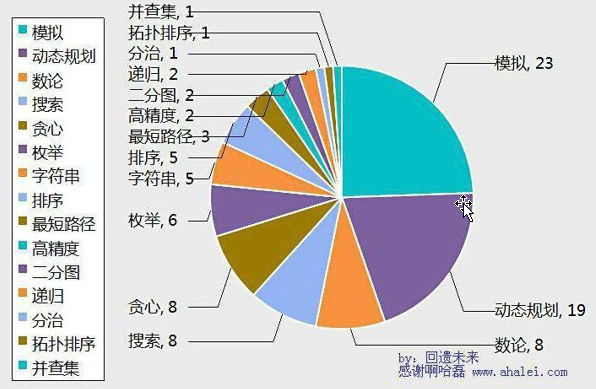 模拟
动态规划
数论
搜索
贪心
枚举
字符串
排序
最短路径
高精度
二分图
递归
分治
拓扑排序
并查集
并查集, 1
拓扑排序, 1
分治, 1
递归, 2
二分图, 2
高精度, 2
最短路径, 3
排序, 5
字符串, 5
枚举, 6
贪心, 8
搜索, 8
模拟, 23
动态规划, 19
数论, 8
by：回遗未来
感谢啊哈磊 www.ahalei.com